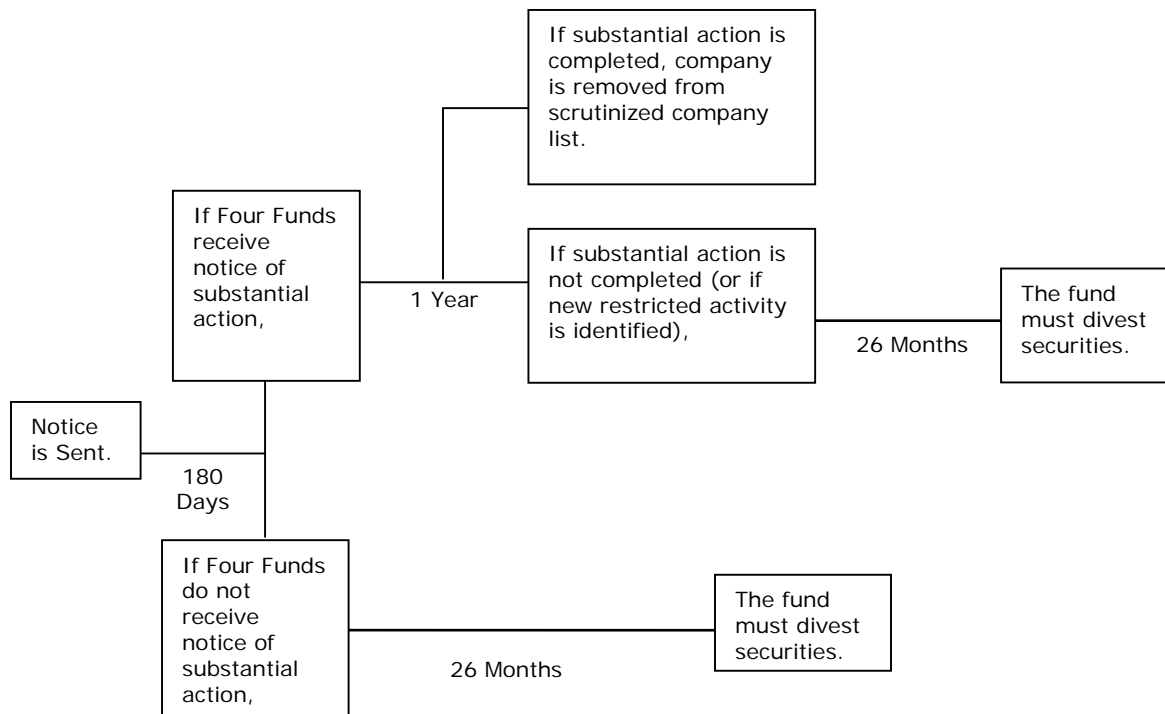 If substantial action is
completed, company
is removed from
scrutinized company
list.
If Four Funds
receive
notice of
substantial
action,
1 Year
If substantial action is
not completed (or if
new restricted activity
is identified),
26 Months
The fund
must divest
securities.
Notice
is Sent.
180
Days
If Four Funds
do not
receive
notice of
substantial
action,
26 Months
The fund
must divest
securities.